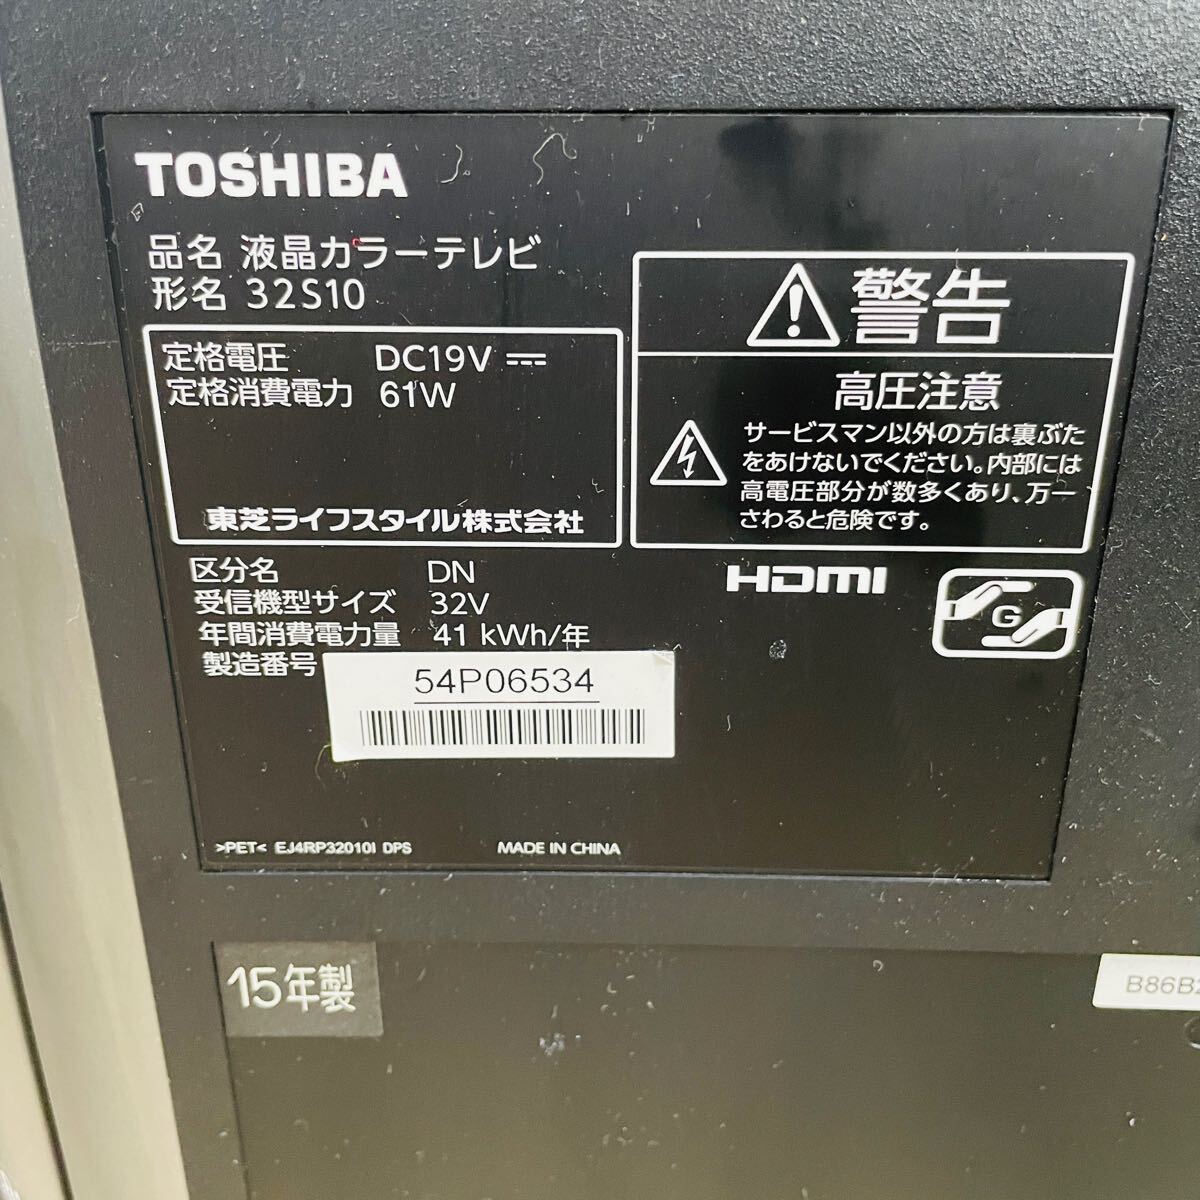 TOSHIBA
品名 液晶カラーテレビ
形名 32S10
定格電圧 DC19V
定格消費電力 61W
東芝ライフスタイル株式会社
区分名 DN
受信機型サイズ 32V
年間消費電力量 41 kWh/年
製造番号
54P06534
警告
高圧注意
サービスマン以外の方は裏ぶた
をあけないでください。内部には
高電圧部分が数多くあり、万一
さわると危険です。
HDMI
G
>PET< EJ4RP32010I DPS
MADE IN CHINA
15年製